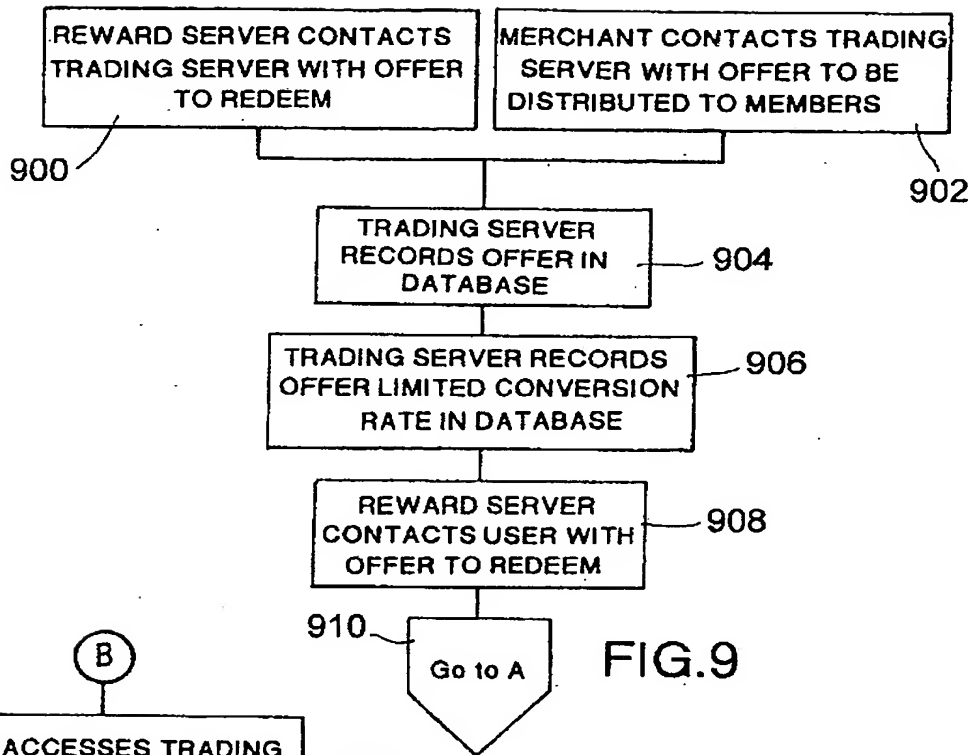 REWARD SERVER CONTACTS
TRADING SERVER WITH OFFER
TO REDEEM
900
MERCHANT CONTACTS TRADING
SERVER WITH OFFER TO BE
DISTRIBUTED TO MEMBERS
902
TRADING SERVER
RECORDS OFFER IN
DATABASE
904
TRADING SERVER RECORDS
OFFER LIMITED CONVERSION
RATE IN DATABASE
906
REWARD SERVER
CONTACTS USER WITH
OFFER TO REDEEM
908
910
Go to A
FIG.9
B
ACCESSES TRADING